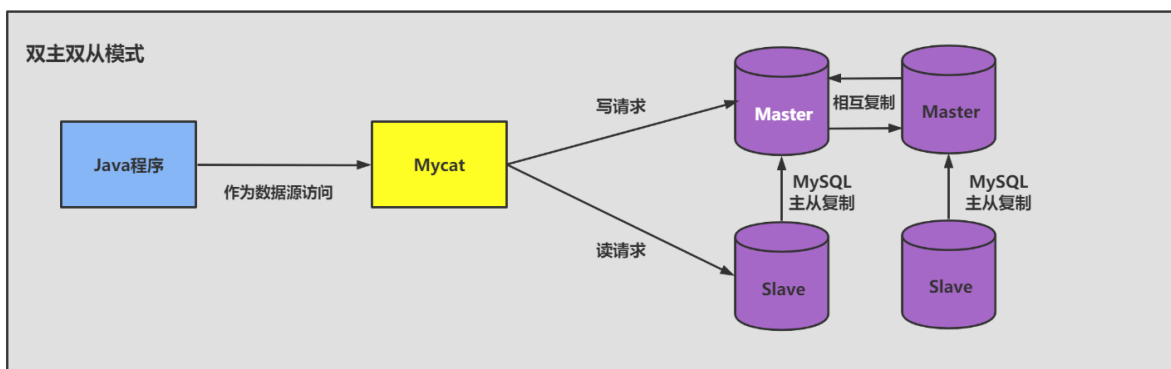 双主双从模式
Java程序
作为数据源访问
Mycat
写请求
读请求
Master
相互复制
Master
MySQL
主从复制
MySQL
主从复制
Slave
Slave